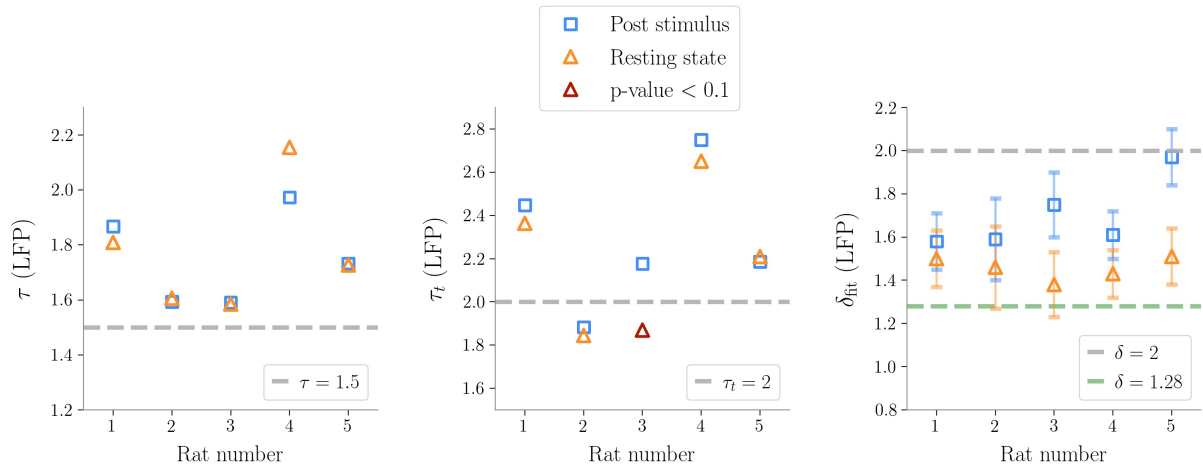 Post stimulus
Resting state
p-value < 0.1
τ (LFP)
2.2
2.0
1.8
1.6
1.4
1.2
τ = 1.5
1 2 3 4 5
Rat number
τt (LFP)
2.8
2.6
2.4
2.2
2.0
1.8
1.6
τt = 2
1 2 3 4 5
Rat number
δfit (LFP)
2.2
2.0
1.8
1.6
1.4
1.2
1.0
0.8
δ = 2
δ = 1.28
1 2 3 4 5
Rat number